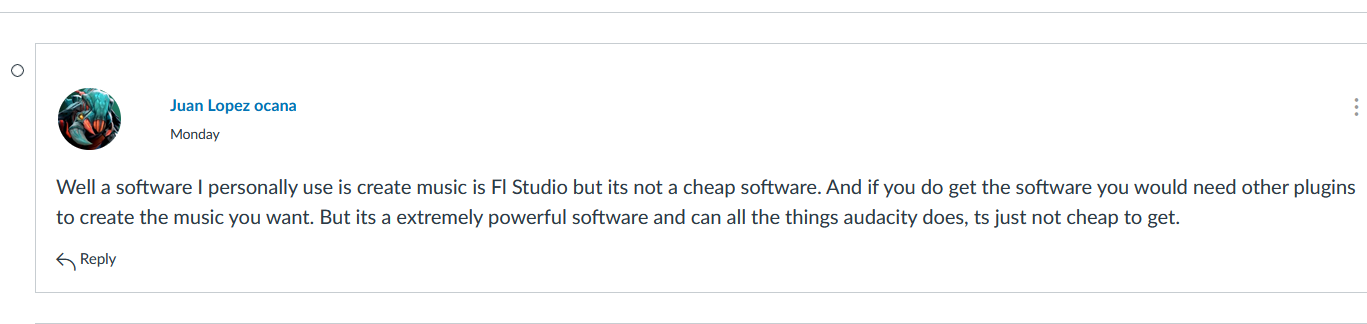 Juan Lopez ocana
Monday
Well a software I personally use is create music is Fl Studio but its not a cheap software. And if you do get the software you would need other plugins
to create the music you want. But its a extremely powerful software and can all the things audacity does, ts just not cheap to get.
Reply